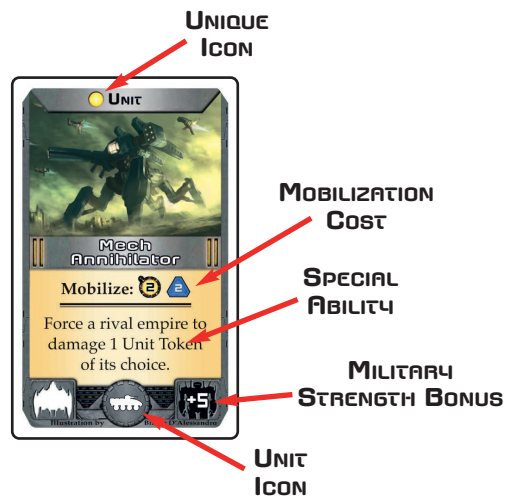 Unique
Icon
Unit
Mech
Annihilator
Mobilize: 2 2
Force a rival empire to
damage 1 Unit Token
of its choice.
+5
Illustration by D'Alessandro
Mobilization
Cost
Special
Ability
Military
Strength Bonus
Unit
Icon